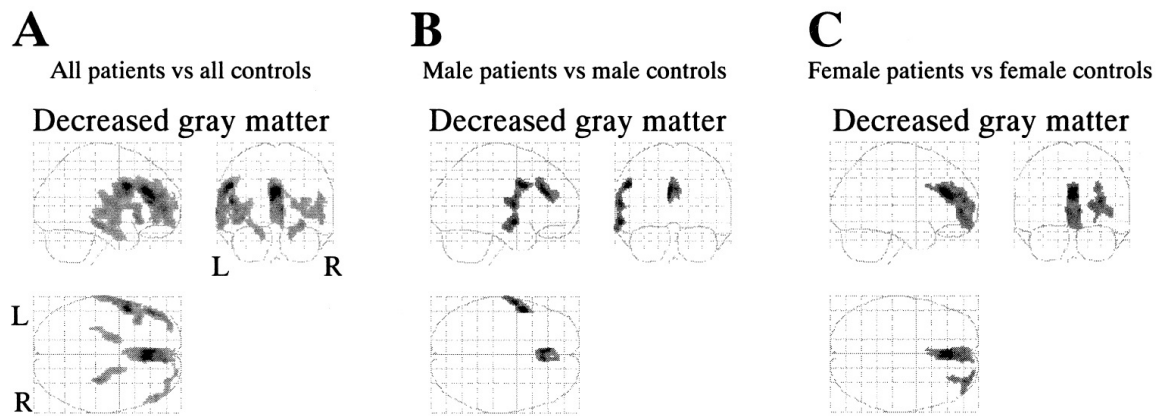 A
All patients vs all controls
Decreased gray matter
L
R
L
R
B
Male patients vs male controls
Decreased gray matter
C
Female patients vs female controls
Decreased gray matter